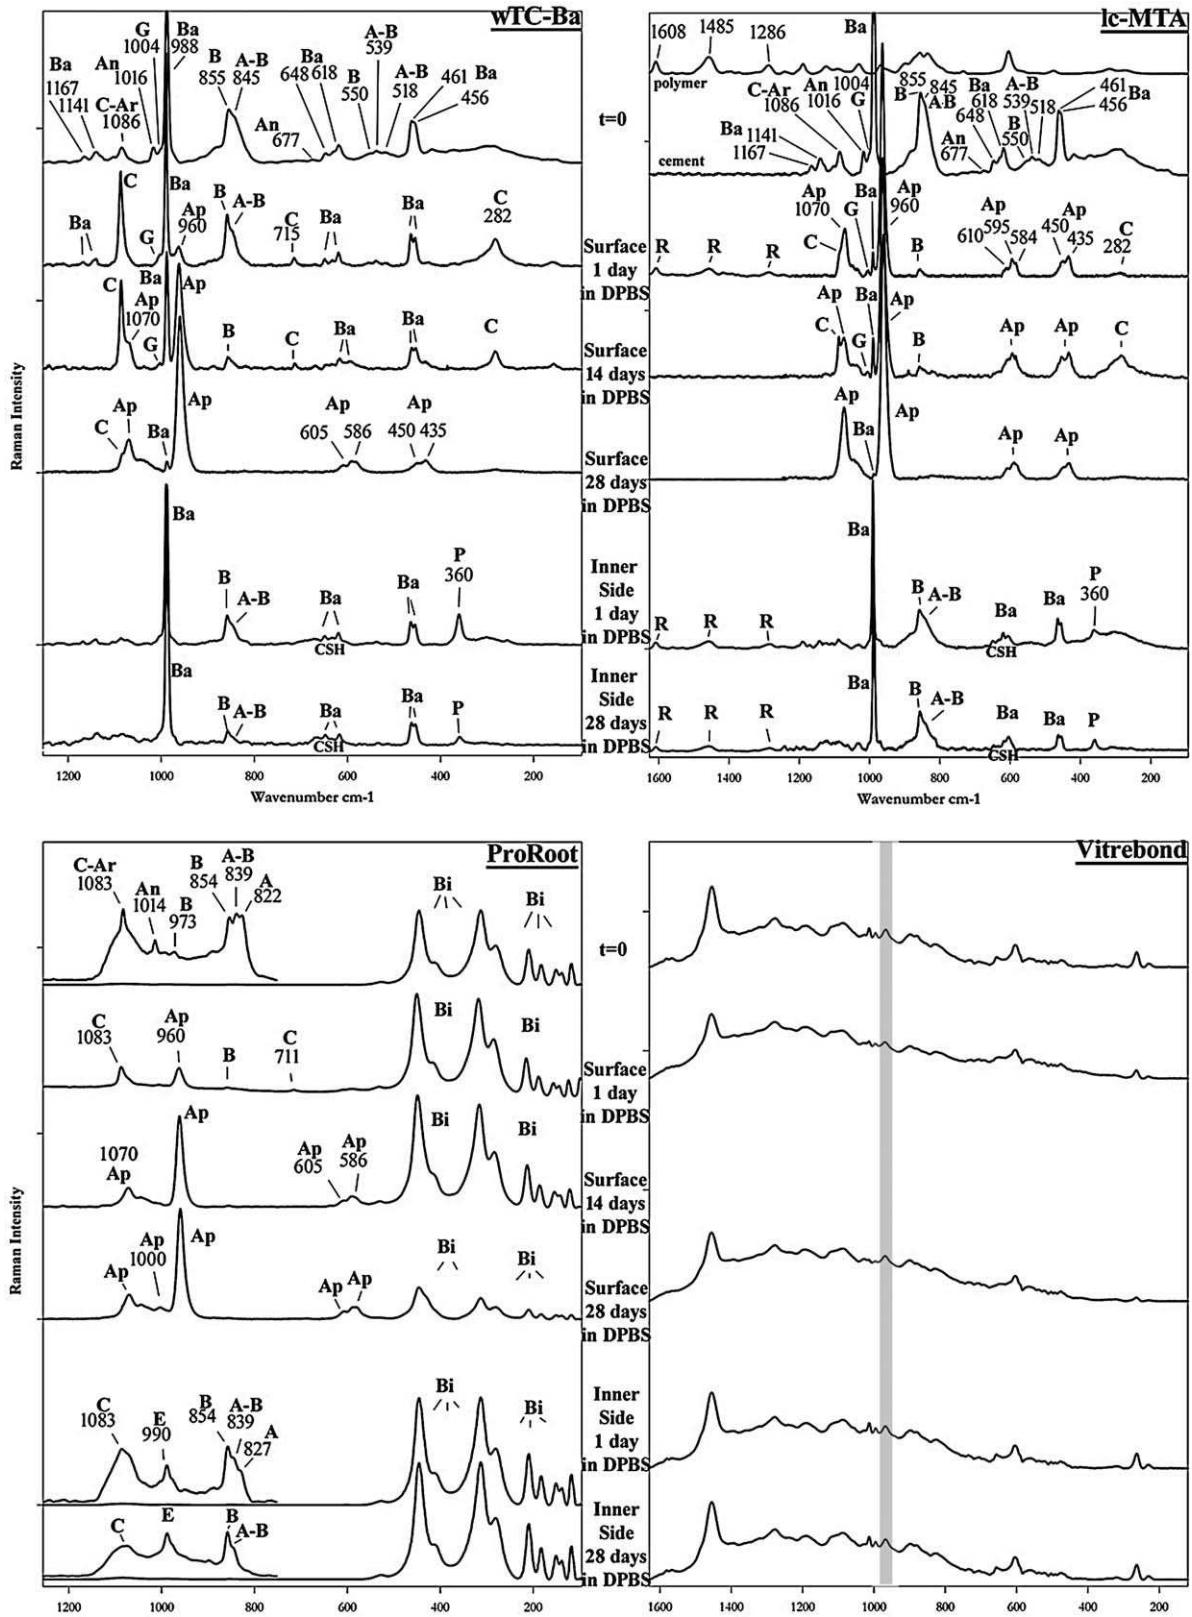 wTC-Ba
G Ba
Ba An 1004 988 B A-B Ba A-B
1167 1016 855 845 648 618 B 539 A-B 461 Ba
1141 C-Ar 1086 An 677 550 518 456
C Ba Ap 960 B A-B C 715 Ba Ba C 282
Ba G
C Ba Ap B C Ba Ba C
Ap 1070
G
C Ap Ba Ap Ap Ap
605 586 450 435
Ba
B A-B Ba Ba P 360
CSH
Ba
B A-B Ba Ba P
CSH
1200 1000 800 600 400 200
Wavenumber cm-1
Raman Intensity
t=0
Surface
1 day
in DPBS
Surface
14 days
in DPBS
Surface
28 days
in DPBS
Inner
Side
1 day
in DPBS
Inner
Side
28 days
in DPBS
lc-MTA
1608 1485 1286 Ba
polymer
C-Ar 1086 An 1016 1004 G 855 B 845 A-B Ba 618 648 A-B 539 518 461 456 Ba
Ba 1141 1167 An 677 B 550
cement
R R R Ap 1070 C G Ba Ap 960 B Ap 610 595 584 450 Ap 435 C 282
Ap Ba Ap C G B Ap Ap C
Ap Ba Ap Ap Ap
Ba
R R R B A-B Ba Ba P 360
CSH
Ba
R R R B A-B Ba Ba P
CSH
1600 1400 1200 1000 800 600 400 200
Wavenumber cm-1
ProRoot
C-Ar 1083 An 1014 B 973 B 854 A-B 839 A 822 Bi Bi
C 1083 Ap 960 B C 711 Bi Bi
1070 Ap Ap Ap 605 Ap 586 Bi Bi
Ap Ap 1000 Ap Ap Ap Bi Bi
C 1083 E 990 B 854 A-B 839 A 827 Bi Bi
C E B A-B
1200 1000 800 600 400 200
Raman Intensity
t=0
Surface
1 day
in DPBS
Surface
14 days
in DPBS
Surface
28 days
in DPBS
Inner
Side
1 day
in DPBS
Inner
Side
28 days
in DPBS
Vitrebond
1600 1400 1200 1000 800 600 400 200